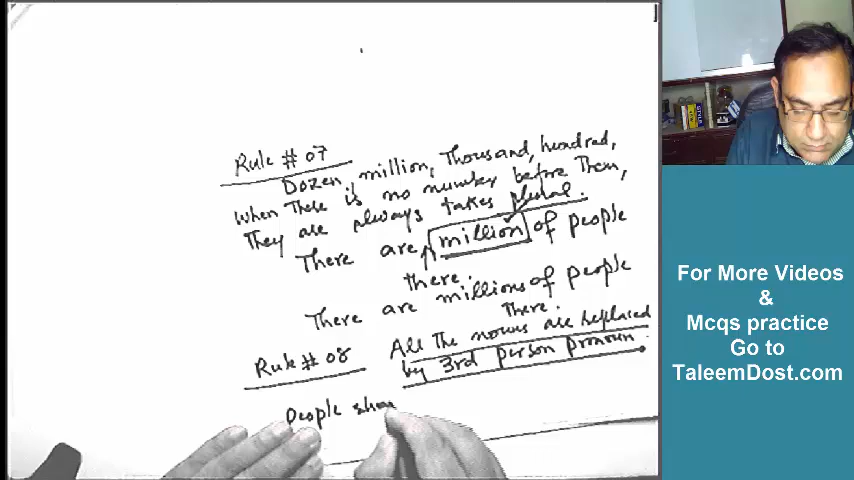 Rule # 07
Dozen, million, Thousand, hundred,
when There is no number before Them,
They are always takes plural.
There are million of people
there.
There are millions of people
there.
Rule # 08 All The nouns are replaced
by 3rd person pronoun.
People shou
For More Videos
&
Mcqs practice
Go to
TaleemDost.com